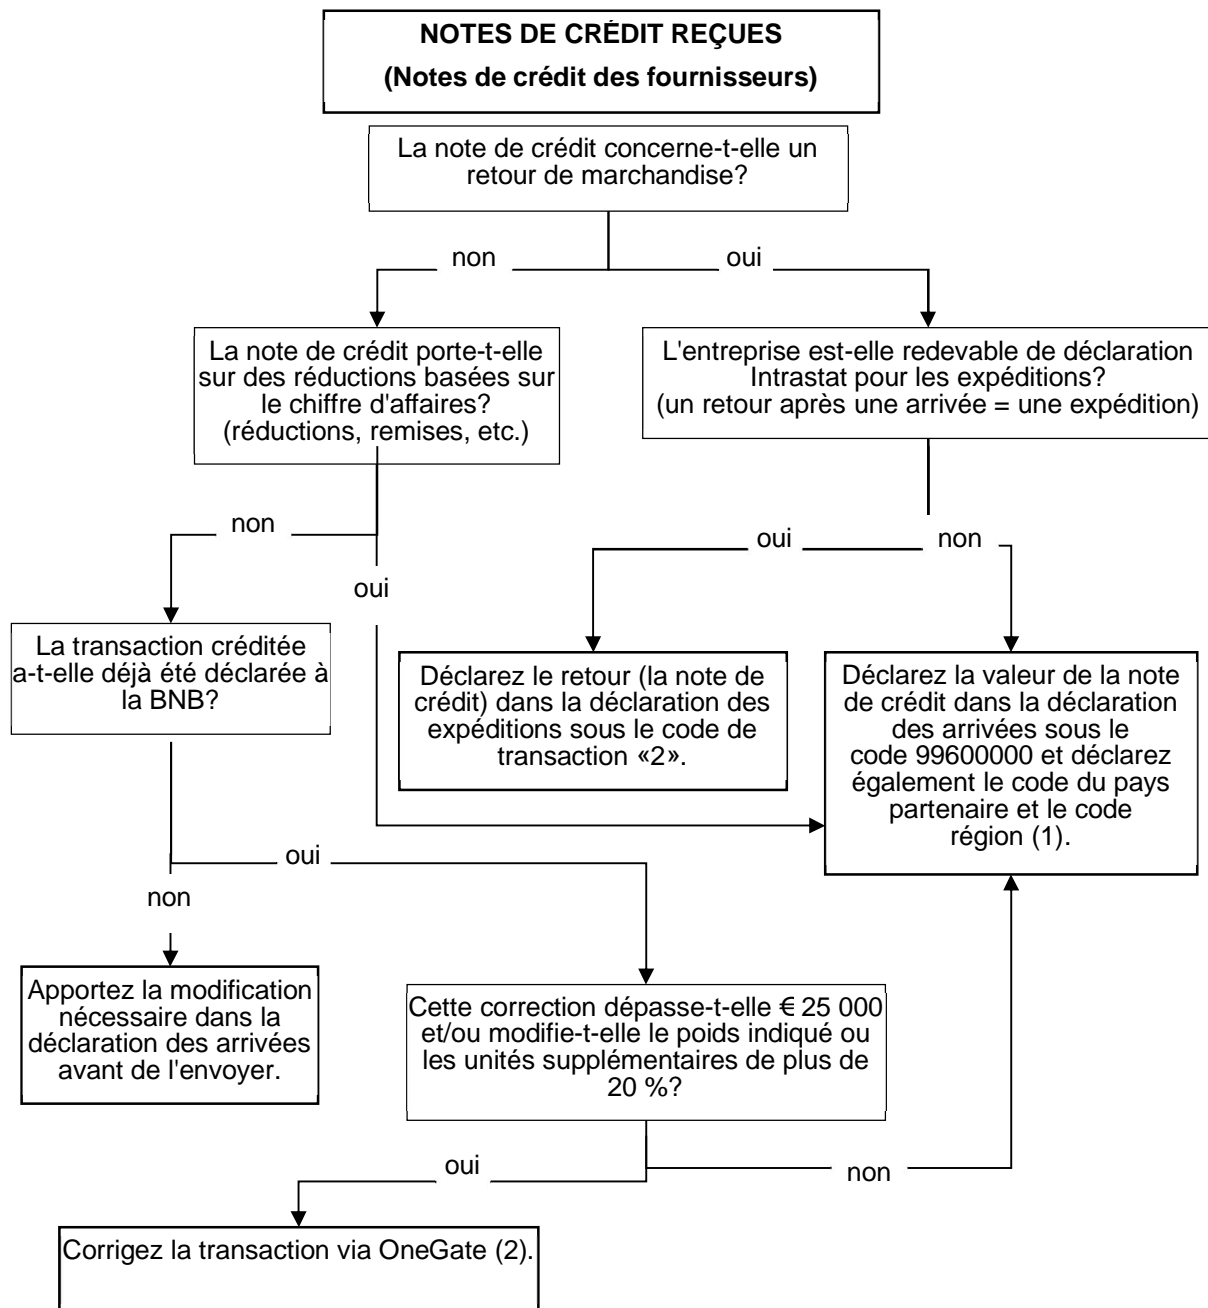 NOTES DE CRÉDIT REÇUES
(Notes de crédit des fournisseurs)
La note de crédit concerne-t-elle un
retour de marchandise?
non
oui
La note de crédit porte-t-elle
sur des réductions basées sur
le chiffre d'affaires?
(réductions, remises, etc.)
L'entreprise est-elle redevable de déclaration
Intrastat pour les expéditions?
(un retour après une arrivée = une expédition)
non
oui
oui
non
La transaction créditée
a-t-elle déjà été déclarée à
la BNB?
Déclarez le retour (la note de
crédit) dans la déclaration des
expéditions sous le code de
transaction «2».
Déclarez la valeur de la note
de crédit dans la déclaration
des arrivées sous le
code 99600000 et déclarez
également le code du pays
partenaire et le code
région (1).
oui
non
Apportez la modification
nécessaire dans la
déclaration des arrivées
avant de l'envoyer.
Cette correction dépasse-t-elle € 25 000
et/ou modifie-t-elle le poids indiqué ou
les unités supplémentaires de plus de
20 %?
oui
non
Corrigez la transaction via OneGate (2).